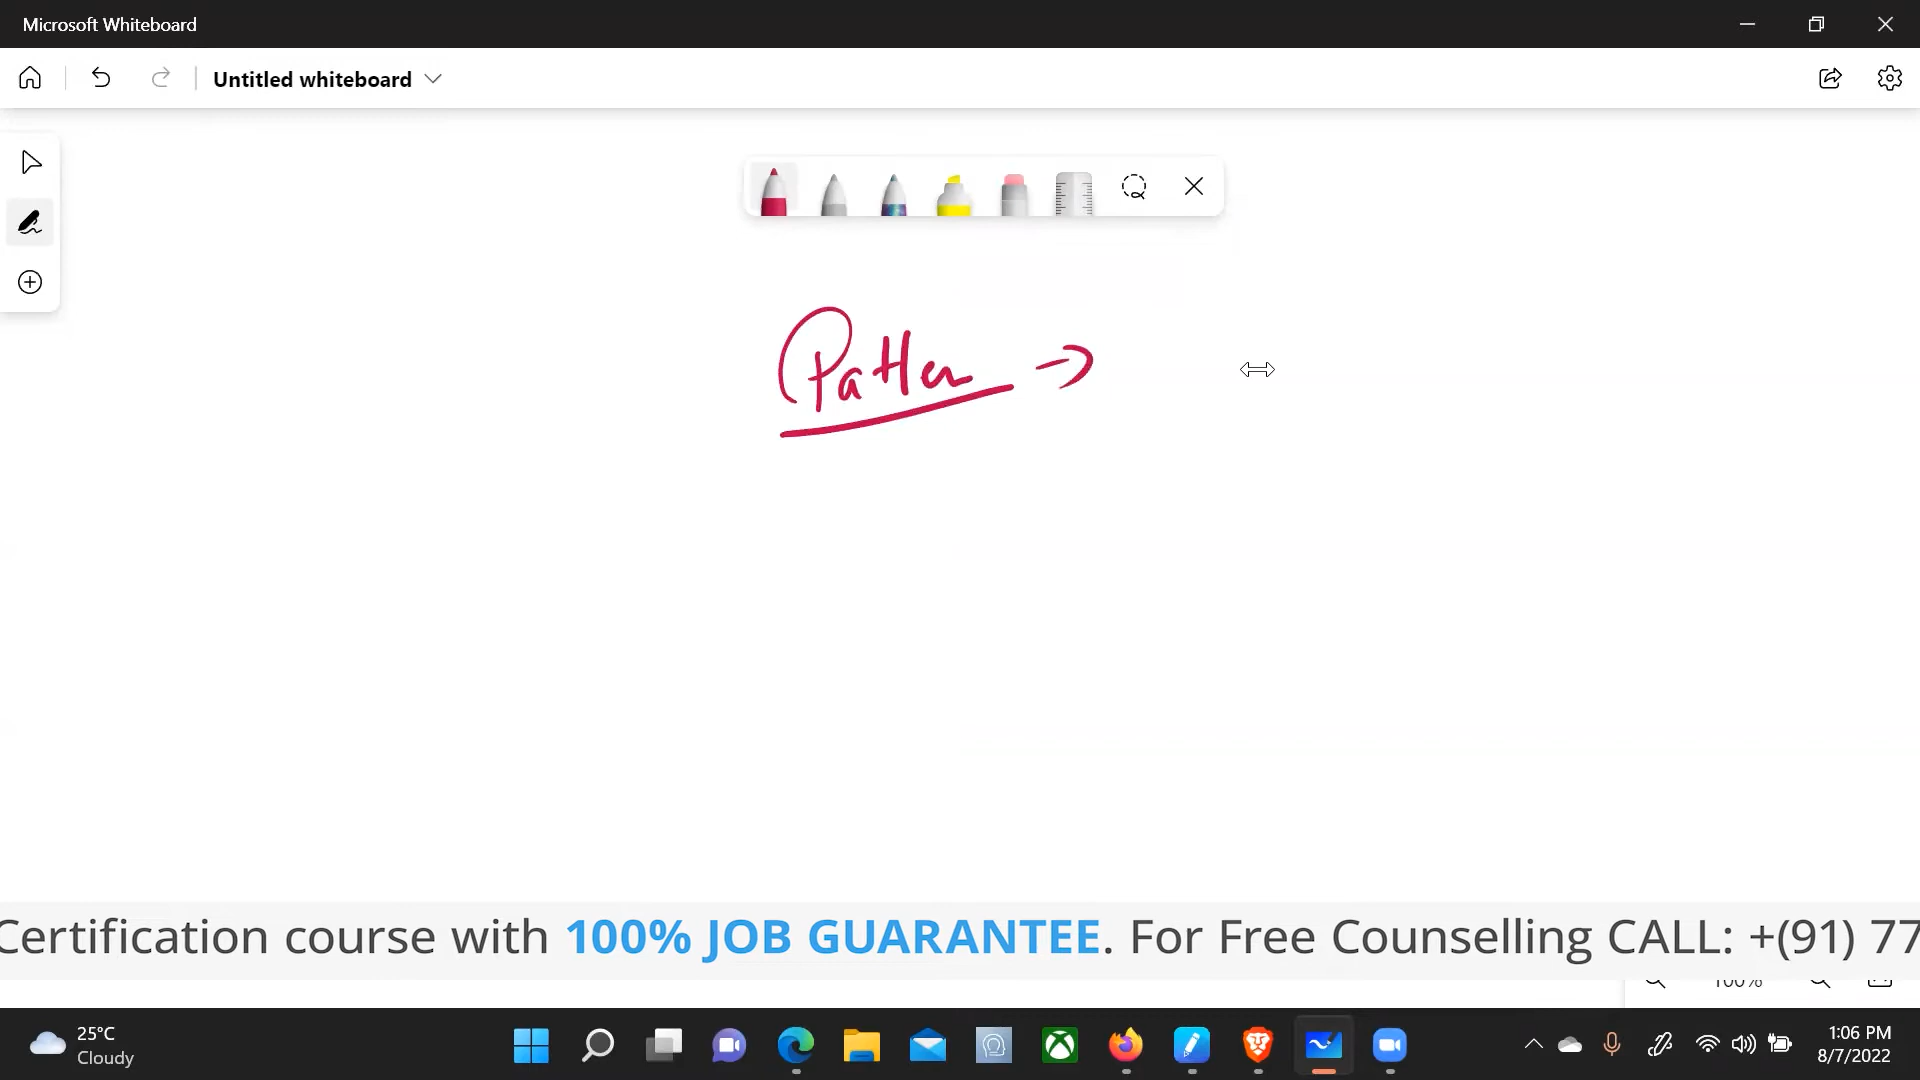 Microsoft Whiteboard
Untitled whiteboard
Patter →
Certification course with 100% JOB GUARANTEE. For Free Counselling CALL: +(91) 77
100%
25°C
Cloudy
1:06 PM
8/7/2022